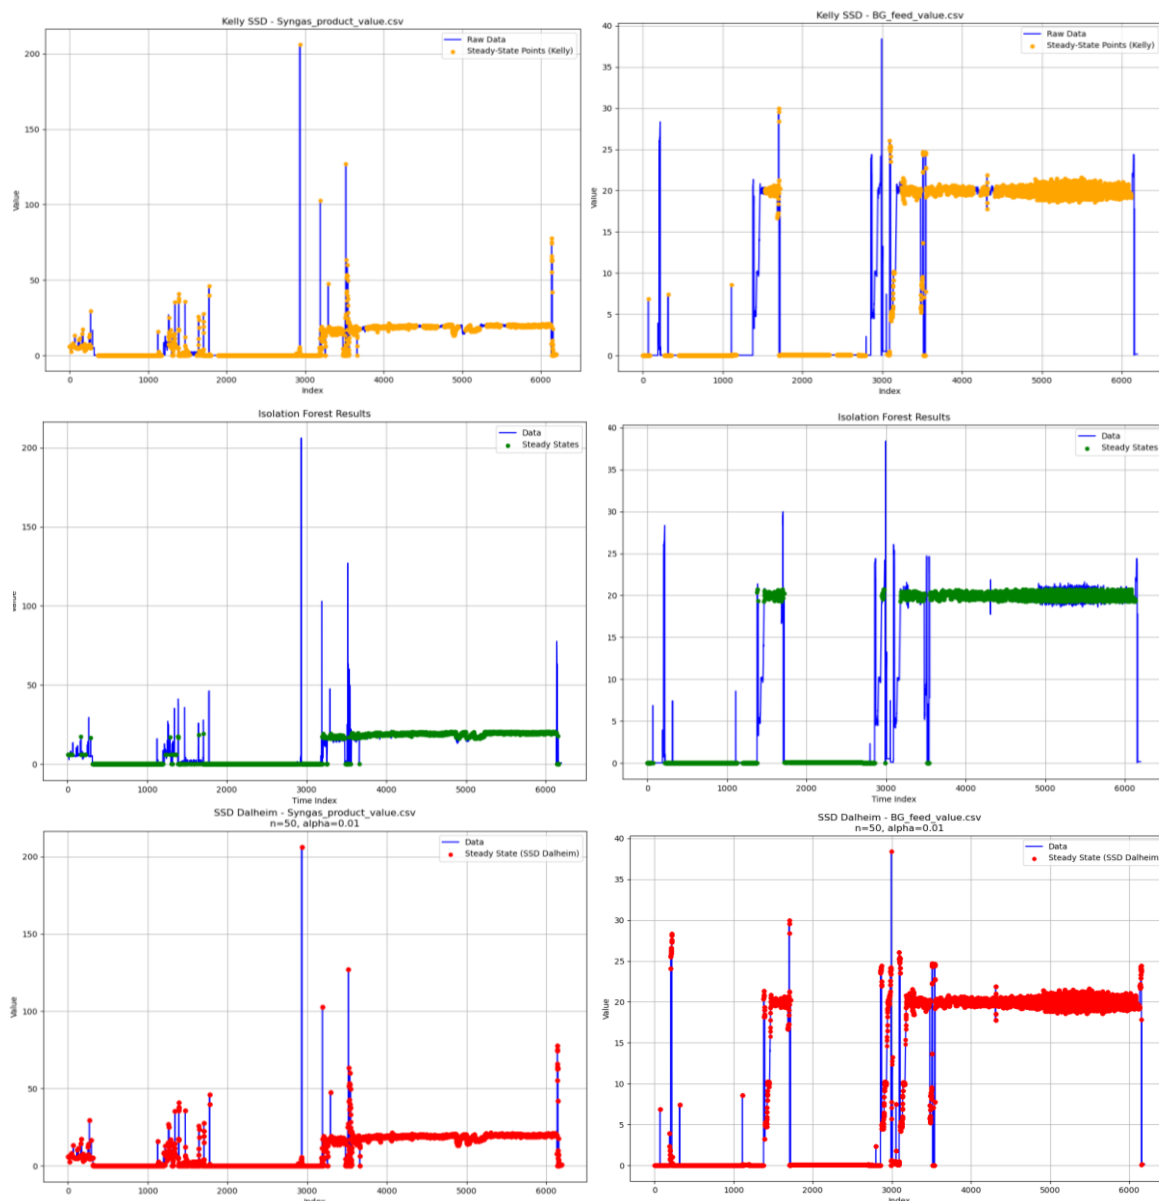 Kelly SSD - Syngas_product_value.csv
Raw Data
Steady-State Points (Kelly)
200
150
100
50
0
Value
0 1000 2000 3000 4000 5000 6000
Index
Kelly SSD - BG_feed_value.csv
Raw Data
Steady-State Points (Kelly)
40
35
30
25
20
15
10
5
0
Value
0 1000 2000 3000 4000 5000 6000
Index
Isolation Forest Results
Data
Steady States
200
150
100
50
0
Value
0 1000 2000 3000 4000 5000 6000
Time Index
Isolation Forest Results
Data
Steady States
40
35
30
25
20
15
10
5
0
0 1000 2000 3000 4000 5000 6000
Time Index
SSD Dalheim - Syngas_product_value.csv
n=50, alpha=0.01
Data
Steady State (SSD Dalheim)
200
150
100
50
0
Value
0 1000 2000 3000 4000 5000 6000
Index
SSD Dalheim - BG_feed_value.csv
n=50, alpha=0.01
Data
Steady State (SSD Dalheim
40
35
30
25
20
15
10
5
0
Value
0 1000 2000 3000 4000 5000 6000
Index